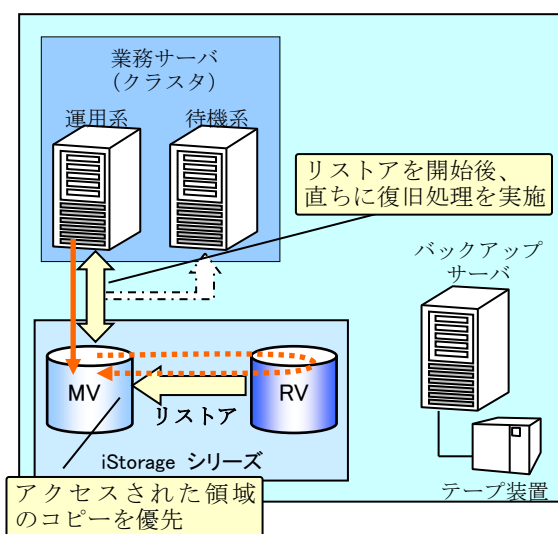 業務サーバ
(クラスタ)
運用系
待機系
リストアを開始後、
直ちに復旧処理を実施
バックアップ
サーバ
MV
リストア
RV
iStorage シリーズ
アクセスされた領域
のコピーを優先
テープ装置